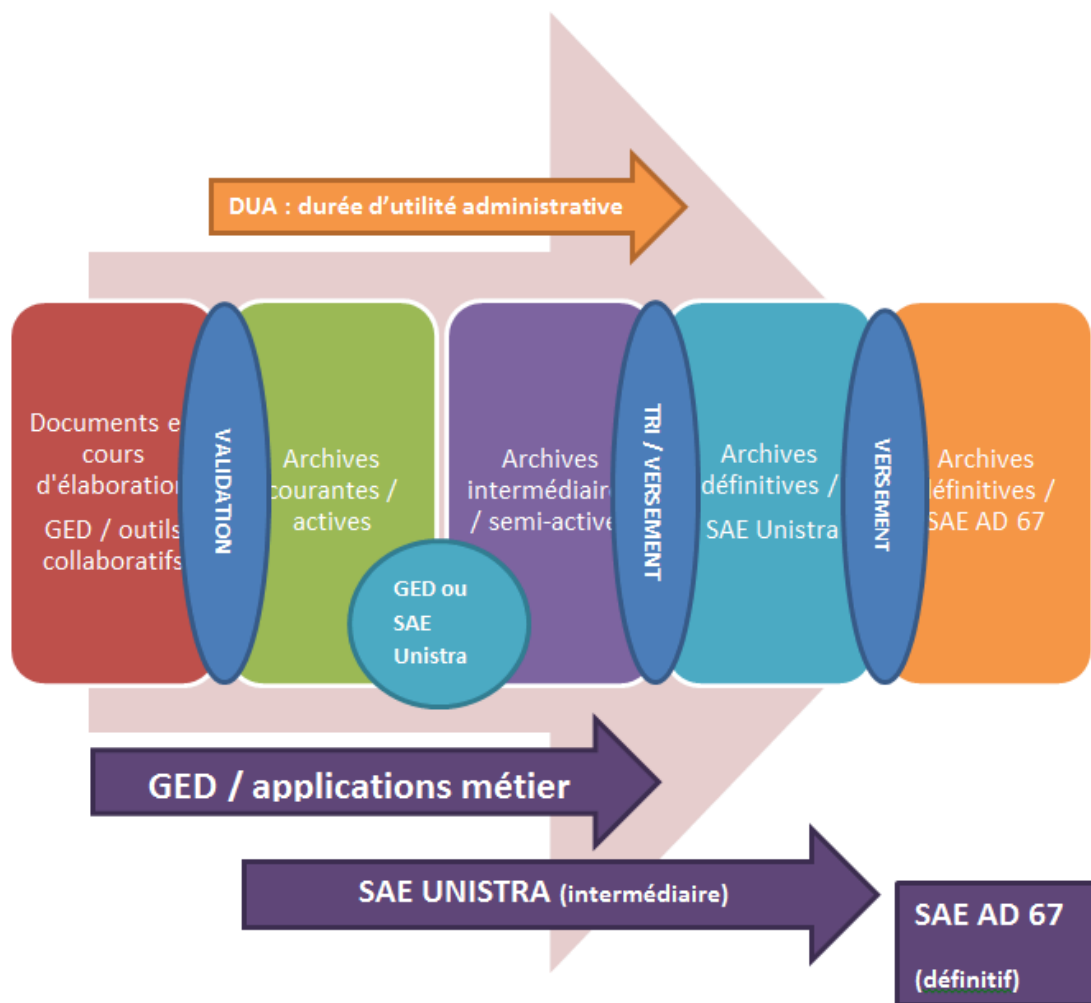 DUA : durée d'utilité administrative
Documents e
cours
d'élaboration
GED / outils
collaboratifs
VALIDATION
Archives
courantes /
actives
GED ou
SAE
Unistra
Archives
intermédiaire
/ semi-active
TRI / VERSEMENT
Archives
définitives /
SAE Unistra
VERSEMENT
Archives
définitives /
SAE AD 67
GED / applications métier
SAE UNISTRA (intermédiaire)
SAE AD 67
(définitif)